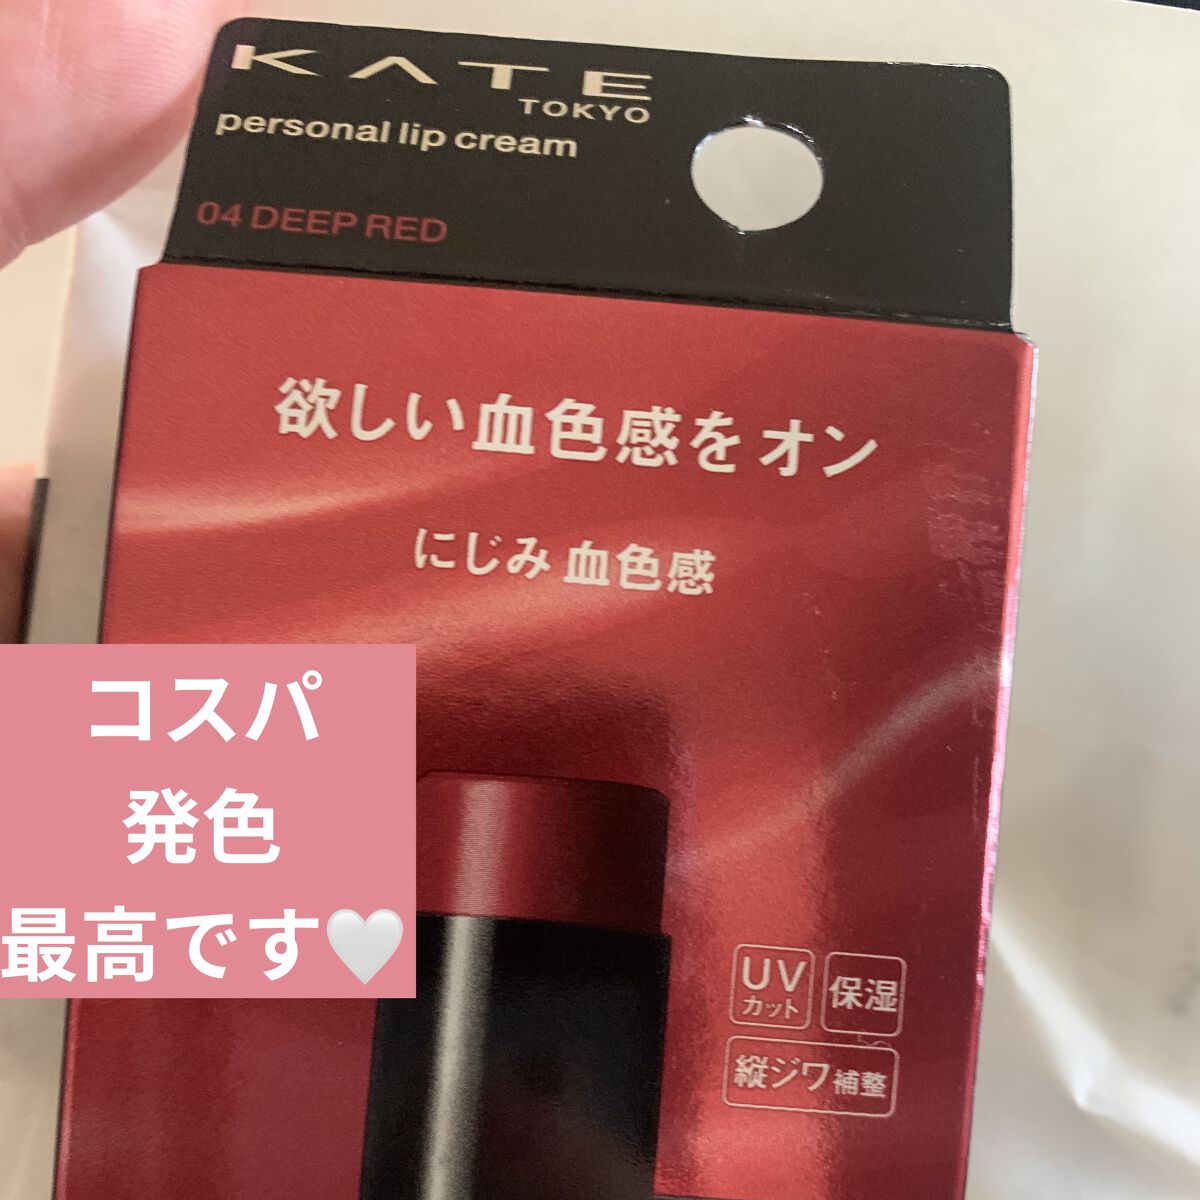 KATE
TOKYO
personal lip cream
04 DEEP RED
欲しい血色感をオン
にじみ 血色感
コスパ
発色
最高です🤍
UV
カット
保湿
縦ジワ補整